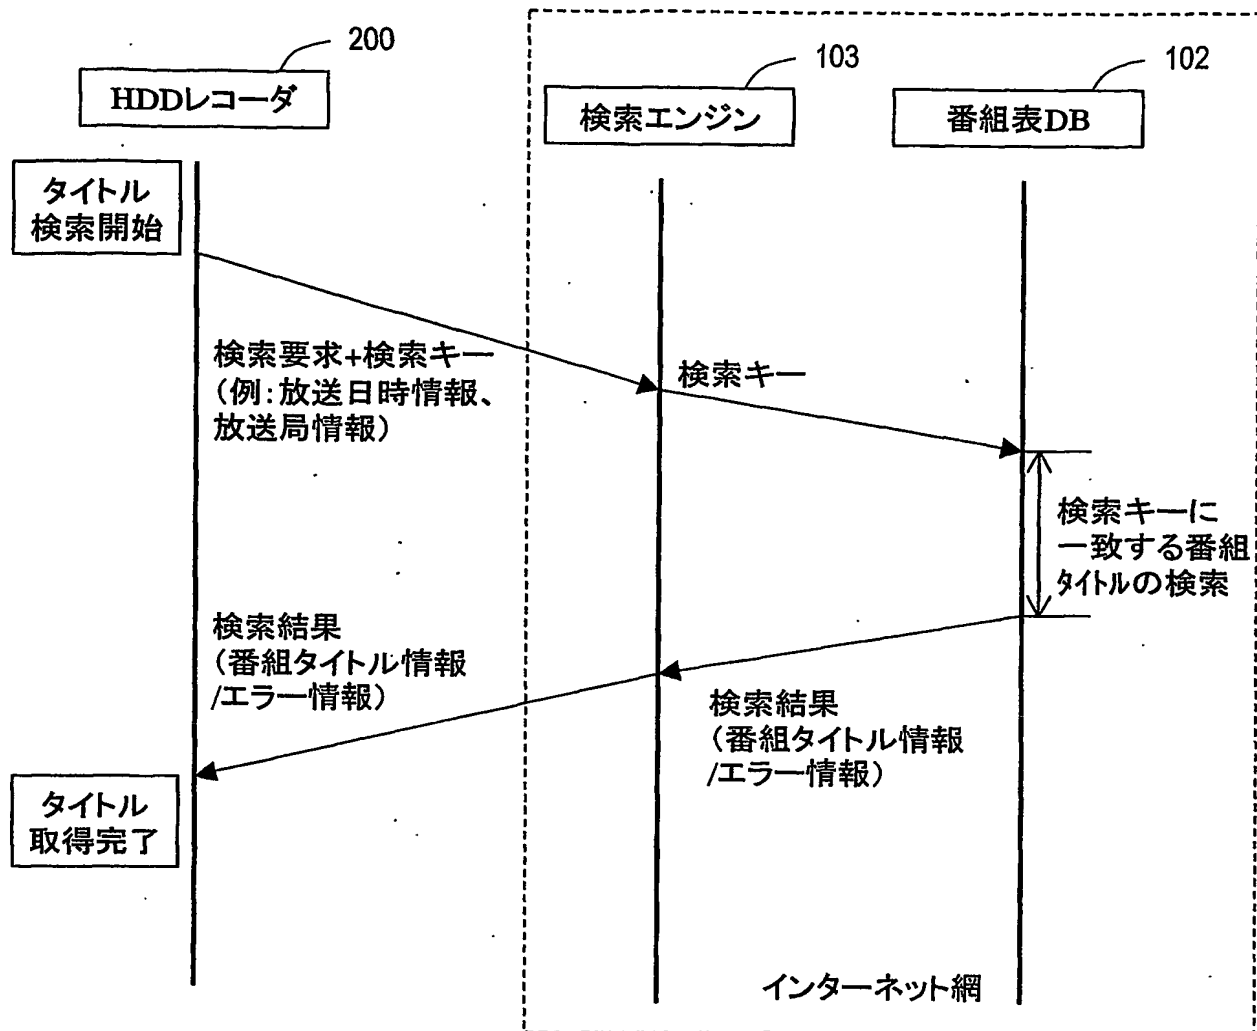 200
HDDレコーダ
103
検索エンジン
102
番組表DB
タイトル
検索開始
検索要求+検索キー
(例:放送日時情報、
放送局情報)
検索キー
検索キーに
一致する番組
タイトルの検索
検索結果
(番組タイトル情報
/エラー情報)
検索結果
(番組タイトル情報
/エラー情報)
タイトル
取得完了
インターネット網